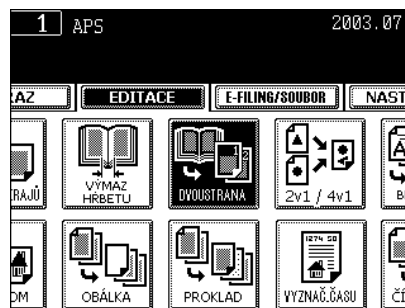 1 APS 2003.07
AZ EDITACE E-FILING/SOUBOR NAST
RAJŮ VÝMAZ HŘBETU DVOUSTRANA 2v1 / 4v1 B
OM OBÁLKA PROKLAD VYZNAČ.ČASU ČÍ